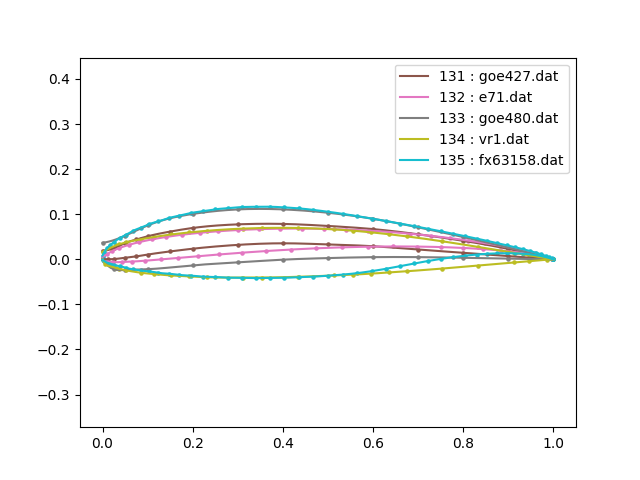 131 : goe427.dat
132 : e71.dat
133 : goe480.dat
134 : vr1.dat
135 : fx63158.dat
0.4
0.3
0.2
0.1
0.0
−0.1
−0.2
−0.3
0.0 0.2 0.4 0.6 0.8 1.0